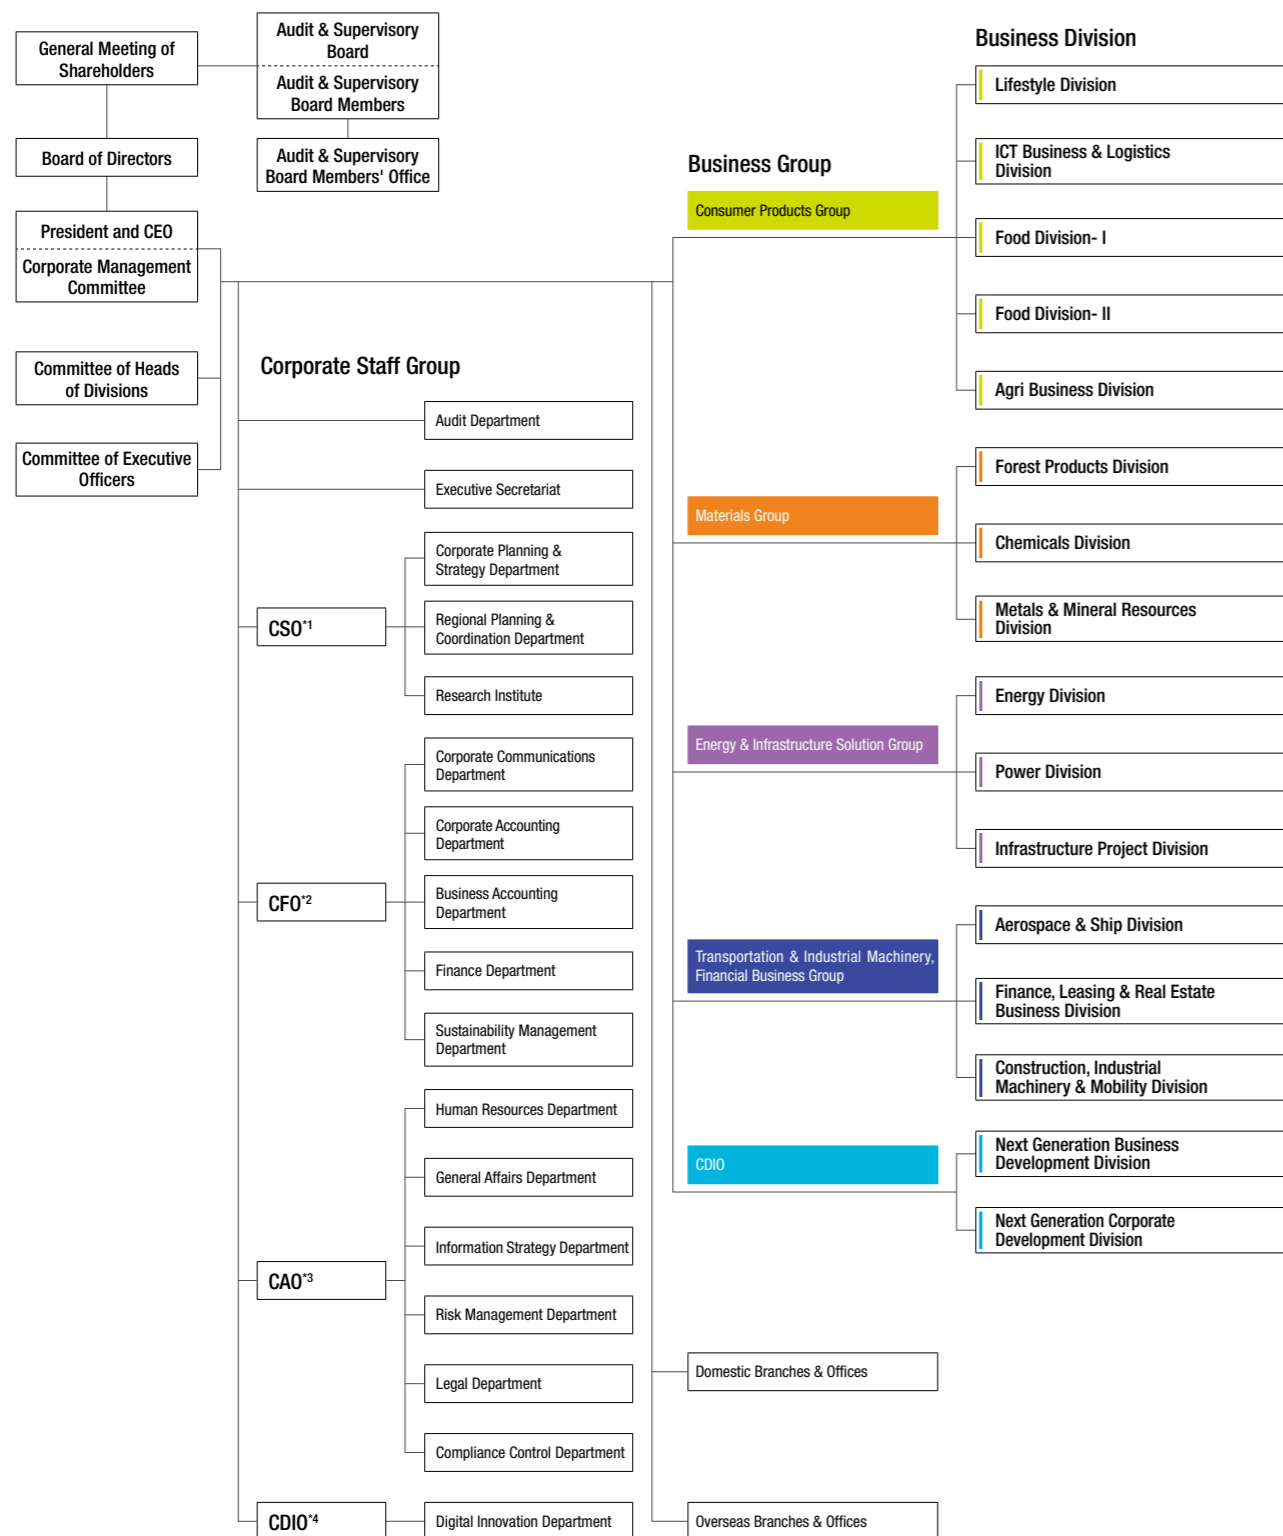 General Meeting of
Shareholders
Audit & Supervisory
Board
Audit & Supervisory
Board Members
Board of Directors
Audit & Supervisory
Board Members' Office
President and CEO
Corporate Management
Committee
Committee of Heads
of Divisions
Committee of Executive
Officers
Corporate Staff Group
Audit Department
Executive Secretariat
CSO*1
Corporate Planning &
Strategy Department
Regional Planning &
Coordination Department
Research Institute
CFO*2
Corporate Communications
Department
Corporate Accounting
Department
Business Accounting
Department
Finance Department
Sustainability Management
Department
CAO*3
Human Resources Department
General Affairs Department
Information Strategy Department
Risk Management Department
Legal Department
Compliance Control Department
CDIO*4
Digital Innovation Department
Business Group
Business Division
Consumer Products Group
Lifestyle Division
ICT Business & Logistics
Division
Food Division- I
Food Division- II
Agri Business Division
Materials Group
Forest Products Division
Chemicals Division
Metals & Mineral Resources
Division
Energy & Infrastructure Solution Group
Energy Division
Power Division
Infrastructure Project Division
Transportation & Industrial Machinery,
Financial Business Group
Aerospace & Ship Division
Finance, Leasing & Real Estate
Business Division
Construction, Industrial
Machinery & Mobility Division
CDIO
Next Generation Business
Development Division
Next Generation Corporate
Development Division
Domestic Branches & Offices
Overseas Branches & Offices